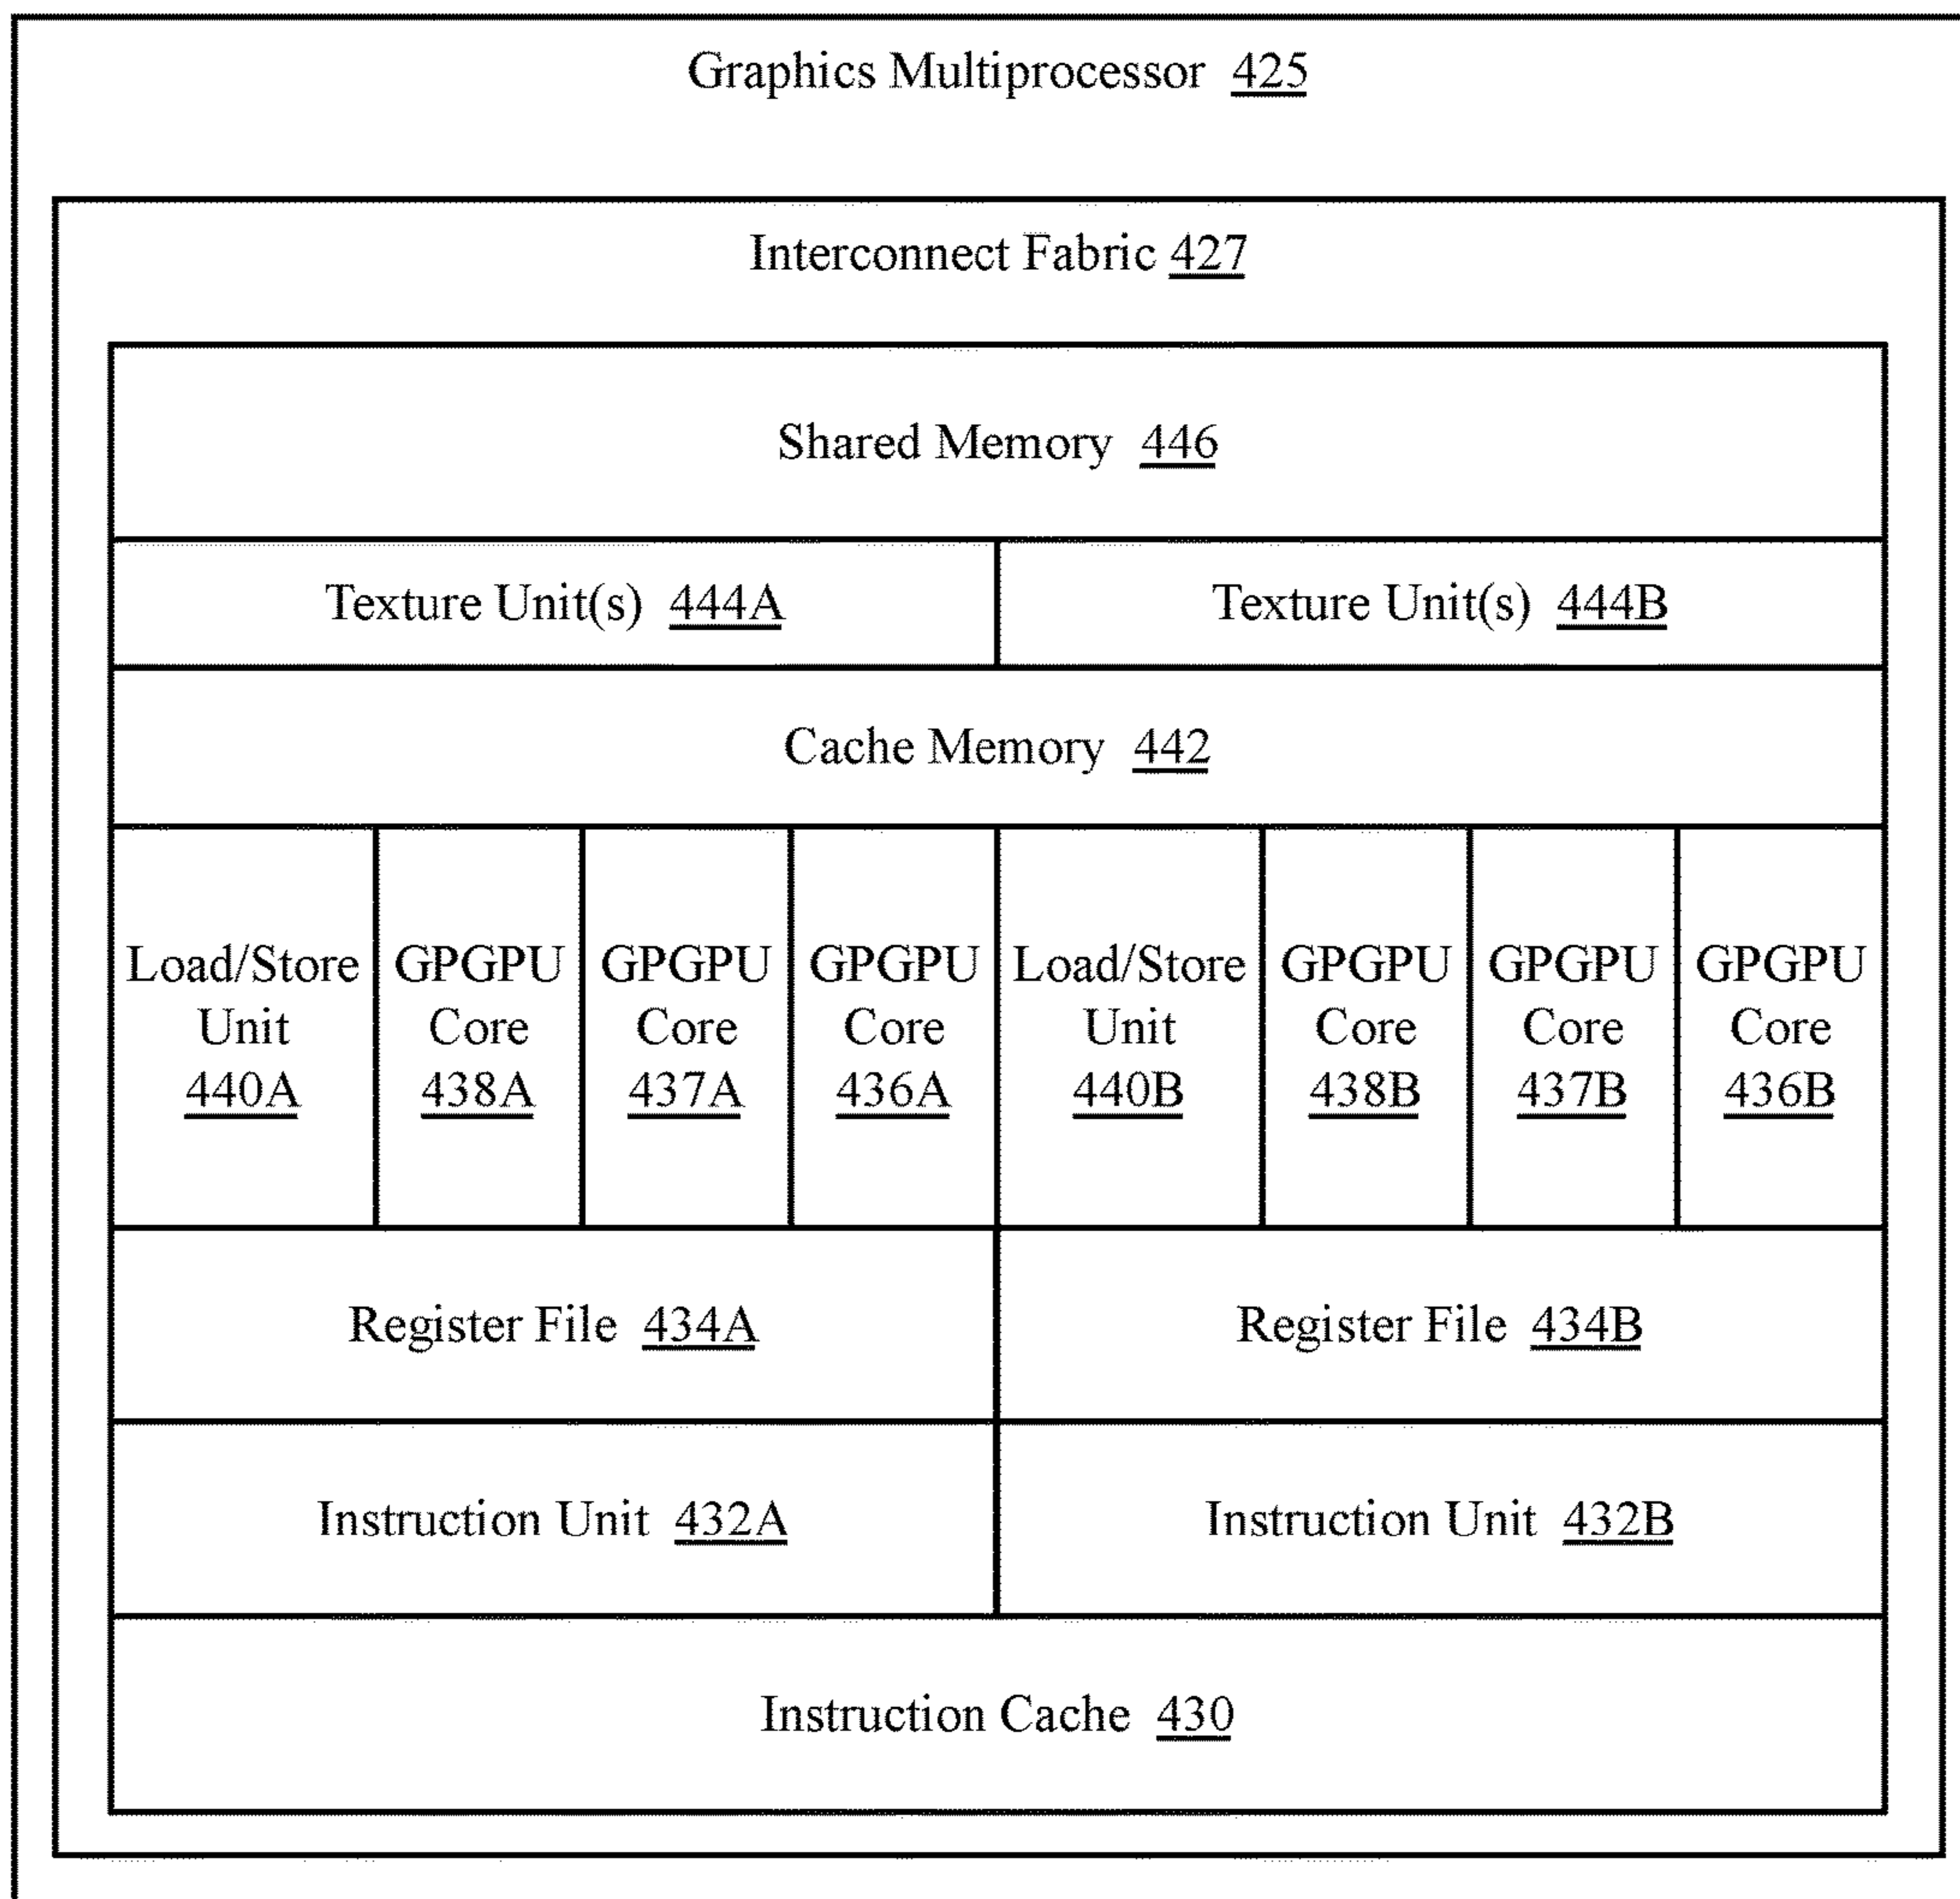 Graphics Multiprocessor 425
Interconnect Fabric 427
Shared Memory 446
Texture Unit(s) 444A
Texture Unit(s) 444B
Cache Memory 442
Load/Store
Unit
440A
GPGPU
Core
438A
GPGPU
Core
437A
GPGPU
Core
436A
Load/Store
Unit
440B
GPGPU
Core
438B
GPGPU
Core
437B
GPGPU
Core
436B
Register File 434A
Register File 434B
Instruction Unit 432A
Instruction Unit 432B
Instruction Cache 430